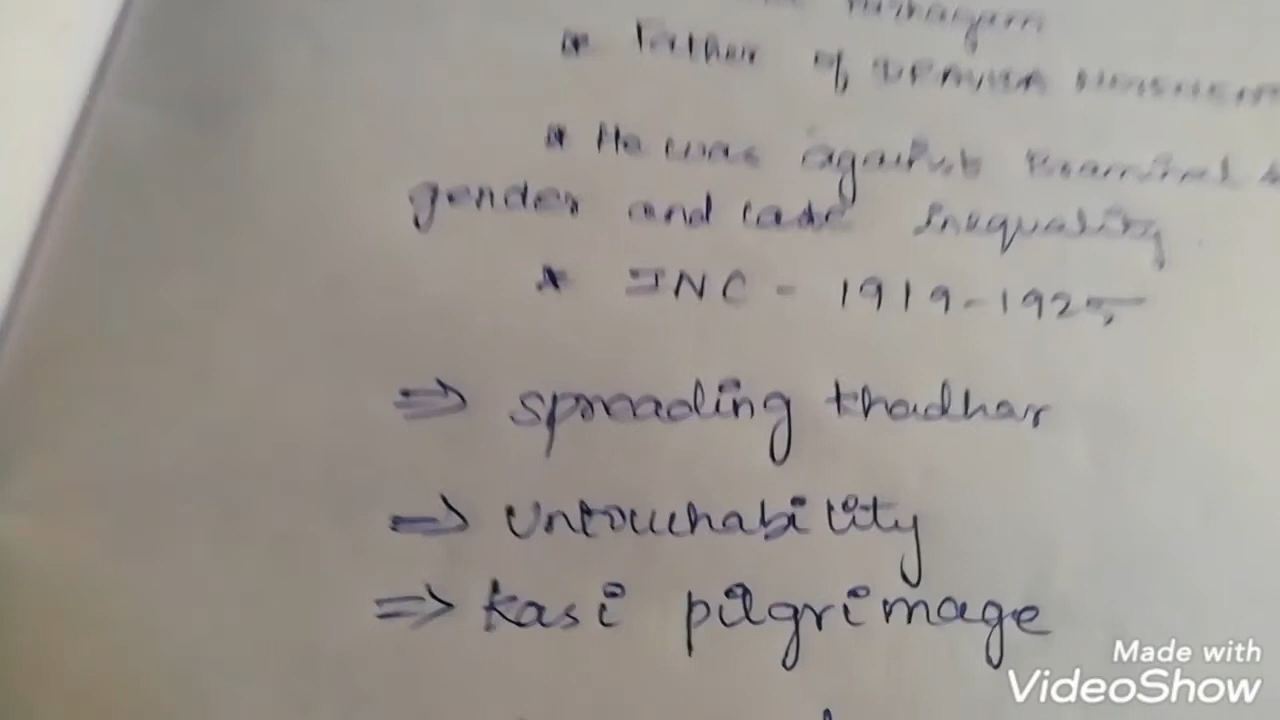 * Father of
* He was against
gender and caste inequality
* INC - 1919-1925
⇒ spreading khadhar
⇒ untouchability
⇒ kasi pilgrimage
Made with
VideoShow